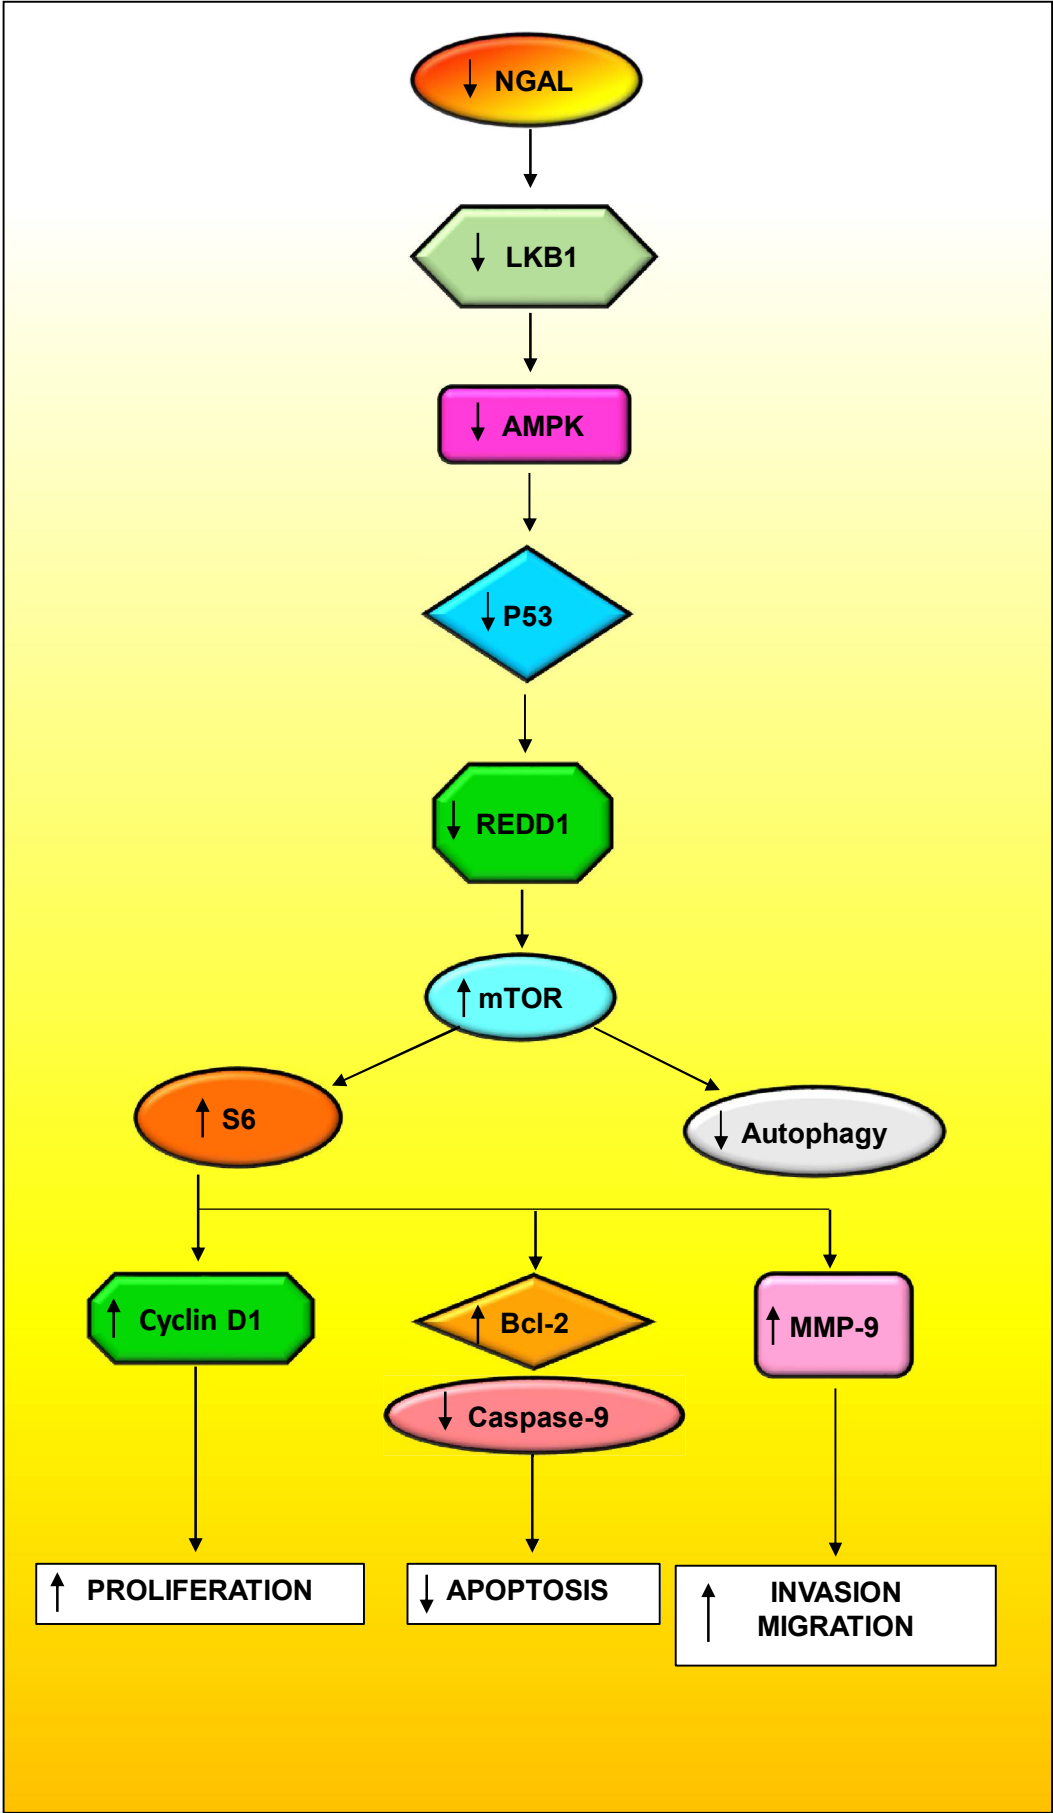 ↓ NGAL
↓ LKB1
↓ AMPK
↓ P53
↓ REDD1
↑ mTOR
↑ S6
↓ Autophagy
↑ Cyclin D1
↑ Bcl-2
↑ MMP-9
↓ Caspase-9
↑ PROLIFERATION
↓ APOPTOSIS
↑ INVASION
MIGRATION